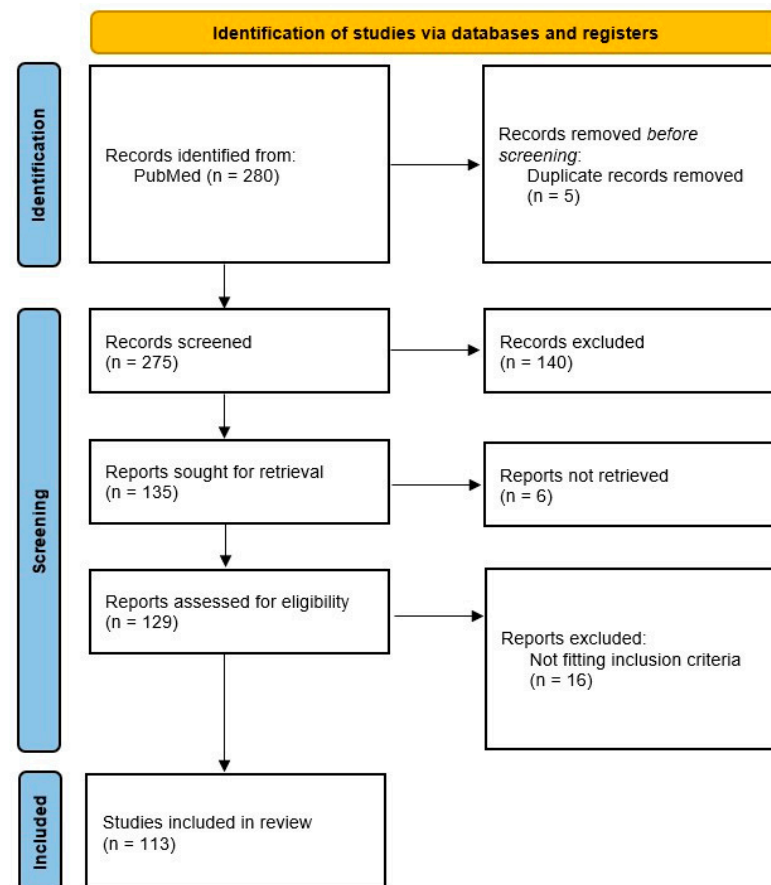 Identification of studies via databases and registers
Identification
Records identified from:
PubMed (n = 280)
Records removed before
screening:
Duplicate records removed
(n = 5)
Screening
Records screened
(n = 275)
Records excluded
(n = 140)
Reports sought for retrieval
(n = 135)
Reports not retrieved
(n = 6)
Reports assessed for eligibility
(n = 129)
Reports excluded:
Not fitting inclusion criteria
(n = 16)
Included
Studies included in review
(n = 113)